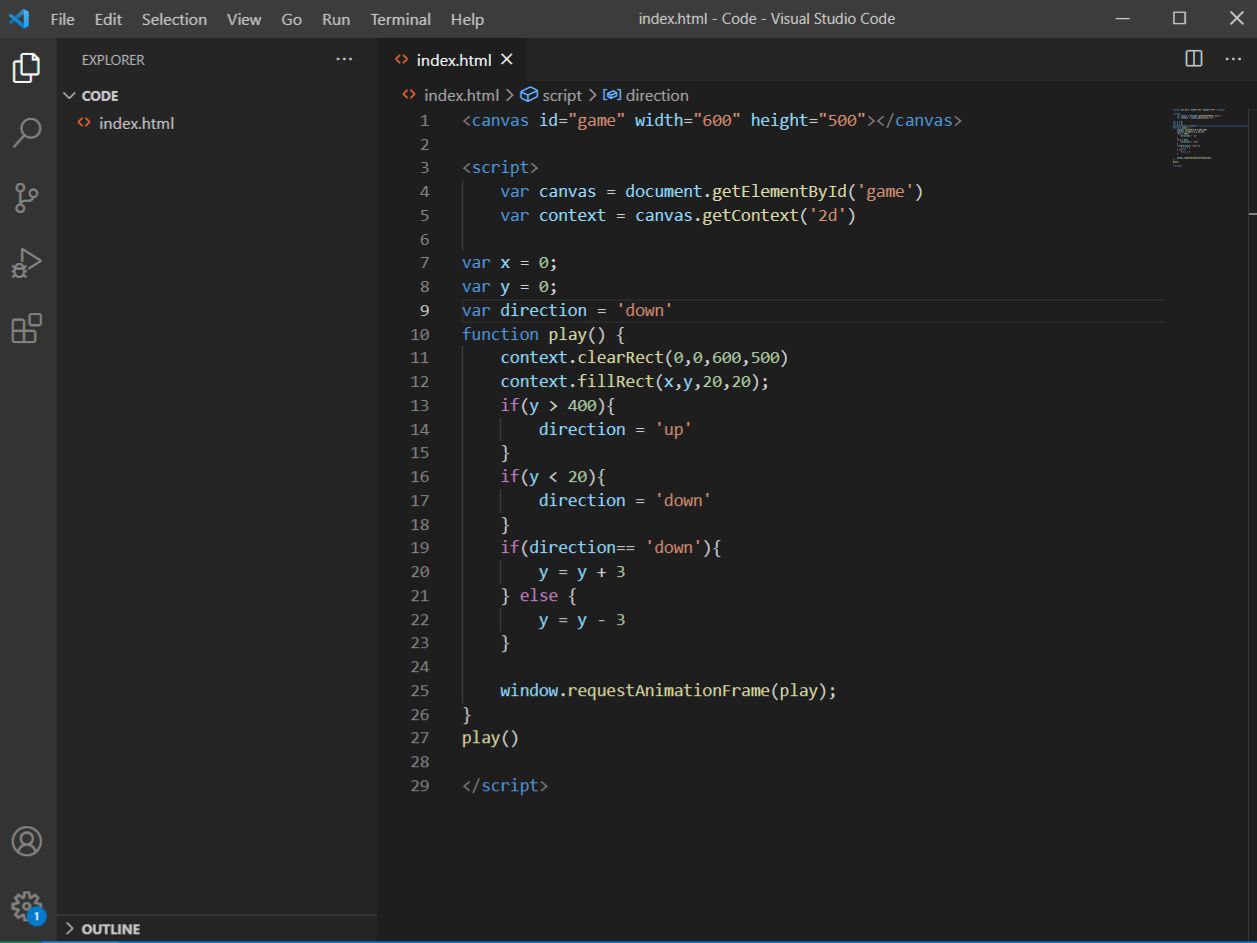 File Edit Selection View Go Run Terminal Help index.html - Code - Visual Studio Code
EXPLORER ···
index.html
CODE
index.html
index.html > script > direction
1 <canvas id="game" width="600" height="500"></canvas>
2
3 <script>
4 var canvas = document.getElementById('game')
5 var context = canvas.getContext('2d')
6
7 var x = 0;
8 var y = 0;
9 var direction = 'down'
10 function play() {
11 context.clearRect(0,0,600,500)
12 context.fillRect(x,y,20,20);
13 if(y > 400){
14 direction = 'up'
15 }
16 if(y < 20){
17 direction = 'down'
18 }
19 if(direction== 'down'){
20 y = y + 3
21 } else {
22 y = y - 3
23 }
24
25 window.requestAnimationFrame(play);
26 }
27 play()
28
29 </script>
1
OUTLINE